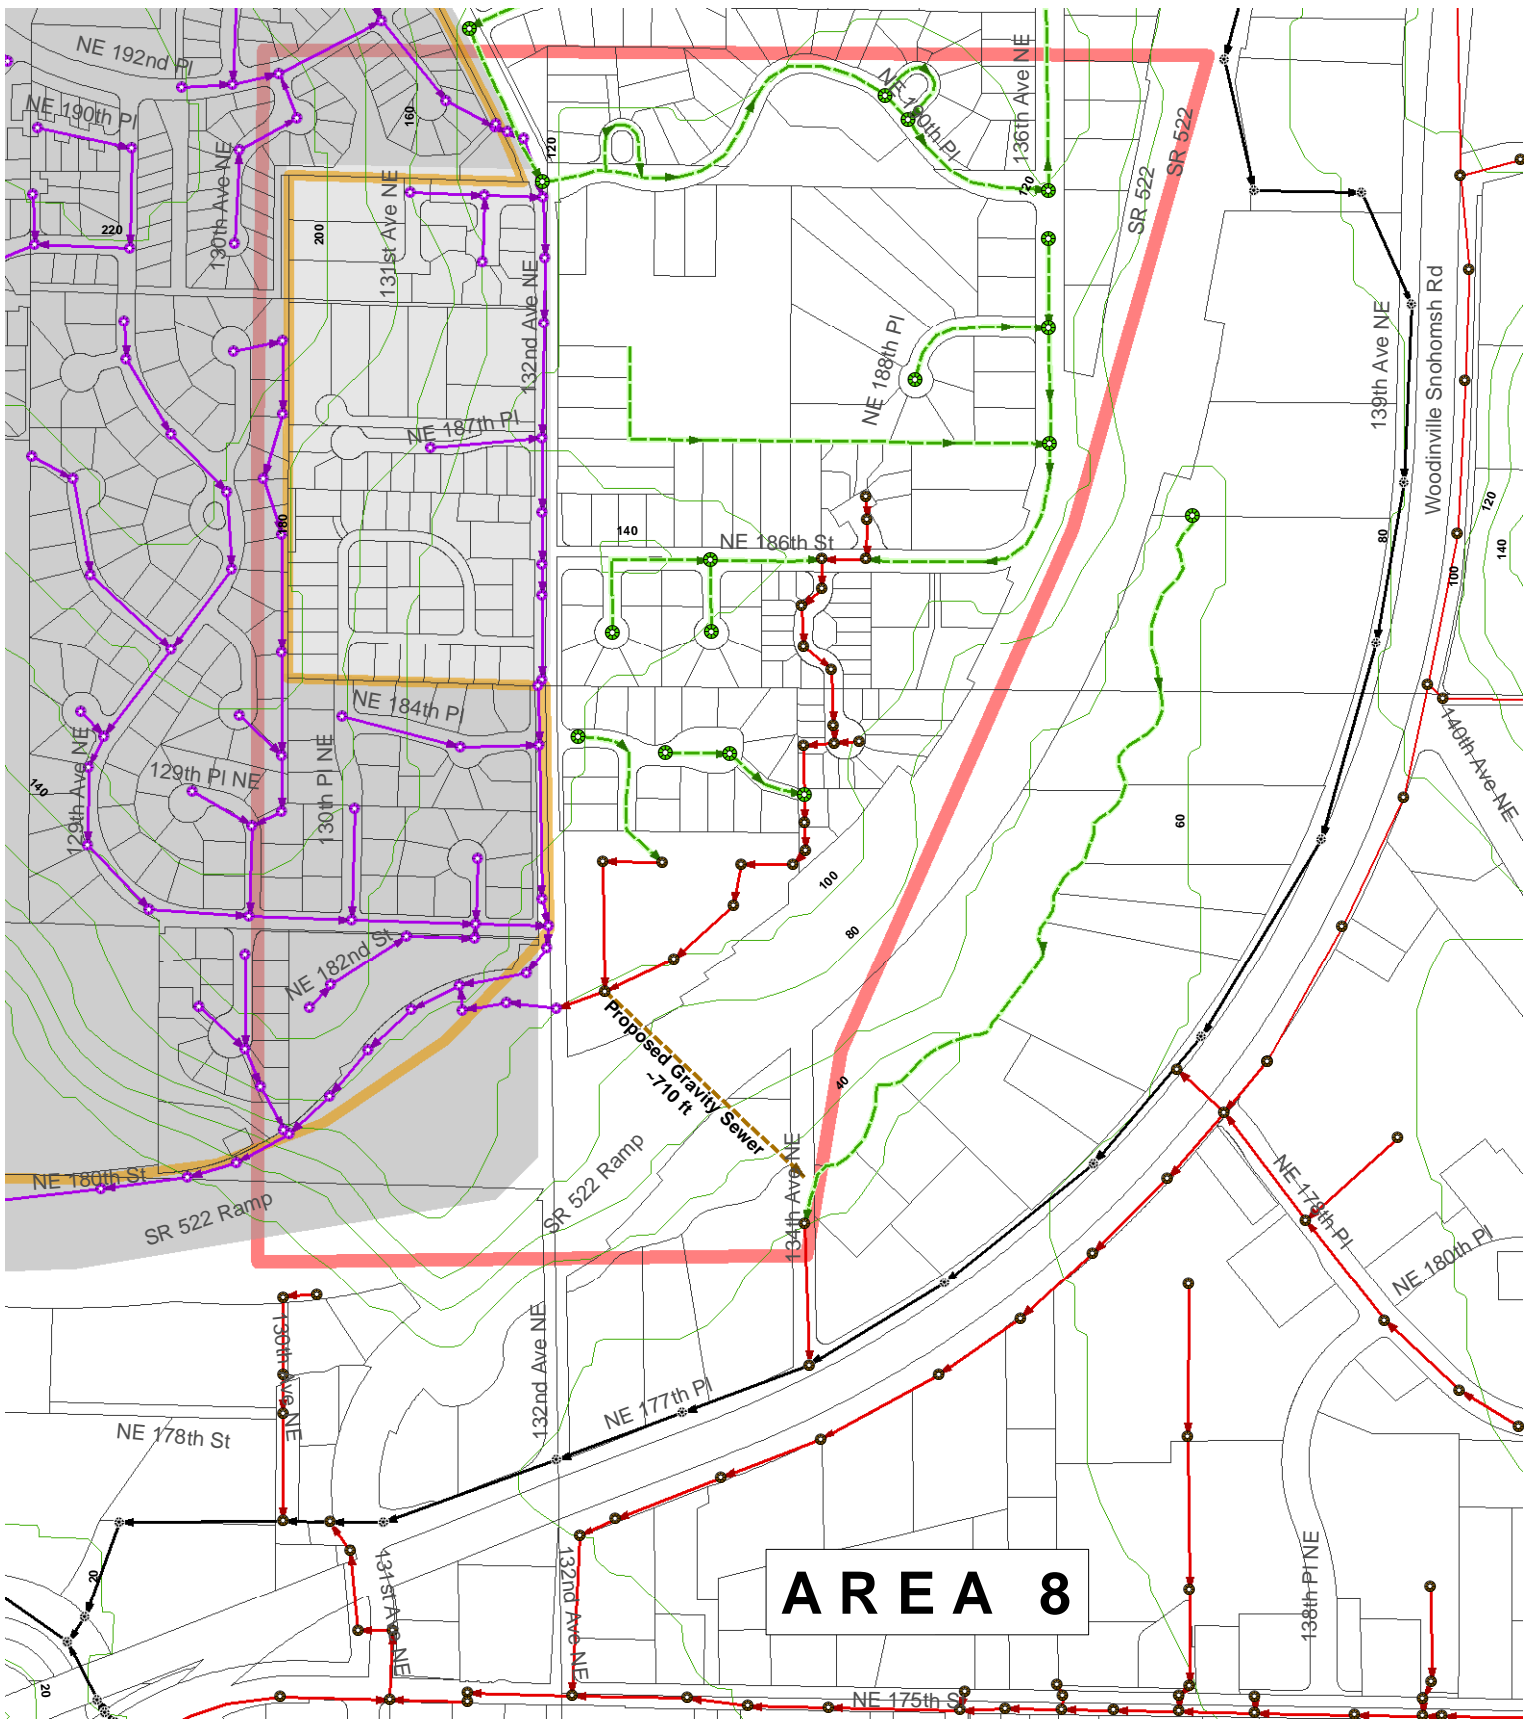 NE 192nd Pl
NE 190th Pl
160
120
NE 190th Pl
136th Ave NE
SR 522
SR 522
120
130th Ave NE
131st Ave NE
200
220
132nd Ave NE
NE 188th Pl
139th Ave NE
Woodinville Snohomsh Rd
NE 187th Pl
180
140
NE 186th St
80
120
140
100
NE 184th Pl
129th Ave NE
129th Pl NE
130th Pl NE
140
140th Ave NE
60
100
80
NE 182nd St
Proposed Gravity Sewer
~710 ft
40
NE 180th St
SR 522 Ramp
SR 522 Ramp
134th Ave NE
NE 178th Pl
NE 180th Pl
130th Ave NE
132nd Ave NE
NE 177th Pl
NE 178th St
20
131st Ave NE
132nd Ave NE
AREA 8
138th Pl NE
20
NE 175th St